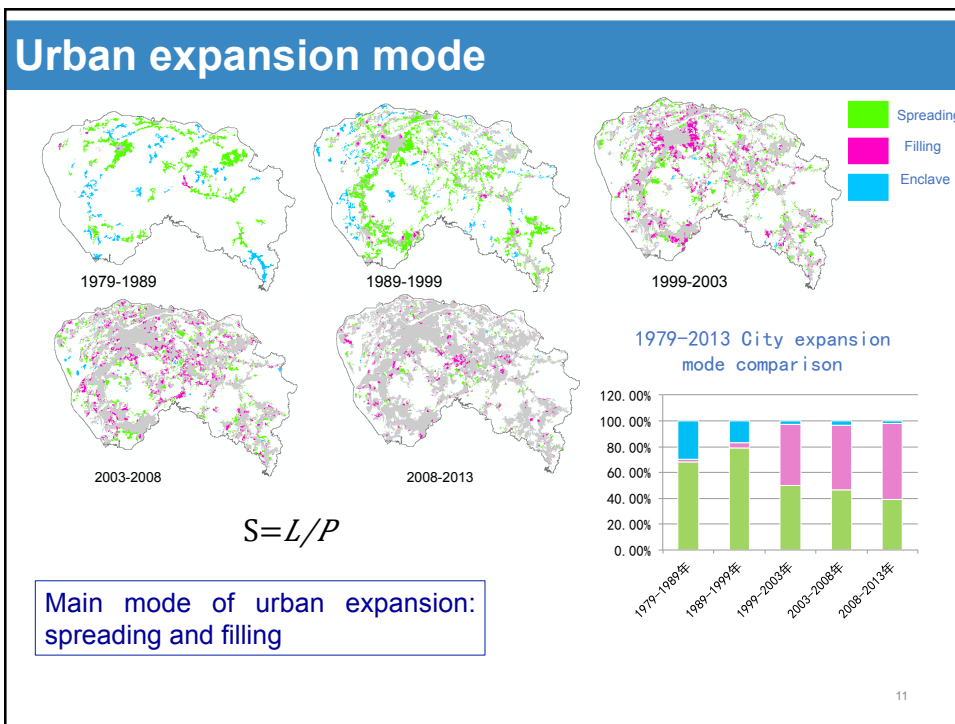 Urban expansion mode
Spreading
Filling
Enclave
1979-1989
1989-1999
1999-2003
2003-2008
2008-2013
1979-2013 City expansion
mode comparison
120.00%
100.00%
80.00%
60.00%
40.00%
20.00%
0.00%
1979-1989年
1989-1999年
1999-2003年
2003-2008年
2008-2013年
S=L/P
Main mode of urban expansion:
spreading and filling
11